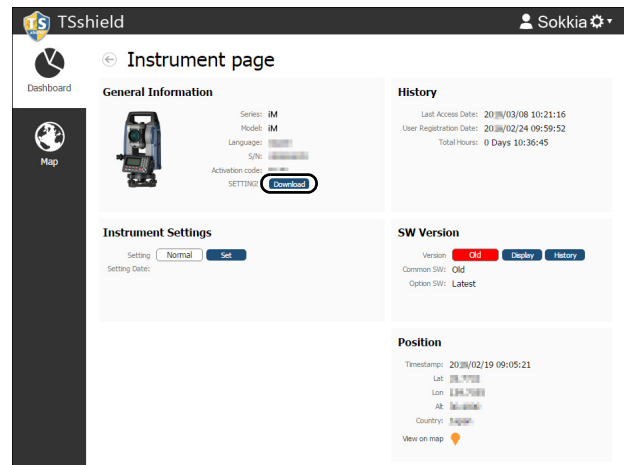 TS shield TSshield
Sokkia
Dashboard
Map
Instrument page
General Information
Series: iM
Model: iM
Language:
S/N:
Activation code:
SETTING: Download
History
Last Access Date: 20 /03/08 10:21:16
User Registration Date: 20 /02/24 09:59:52
Total Hours: 0 Days 10:36:45
Instrument Settings
Setting Normal Set
Setting Date:
SW Version
Version Old Display History
Common SW: Old
Option SW: Latest
Position
Timestamp: 20 /02/19 09:05:21
Lat
Lon
Alt
Country:
View on map